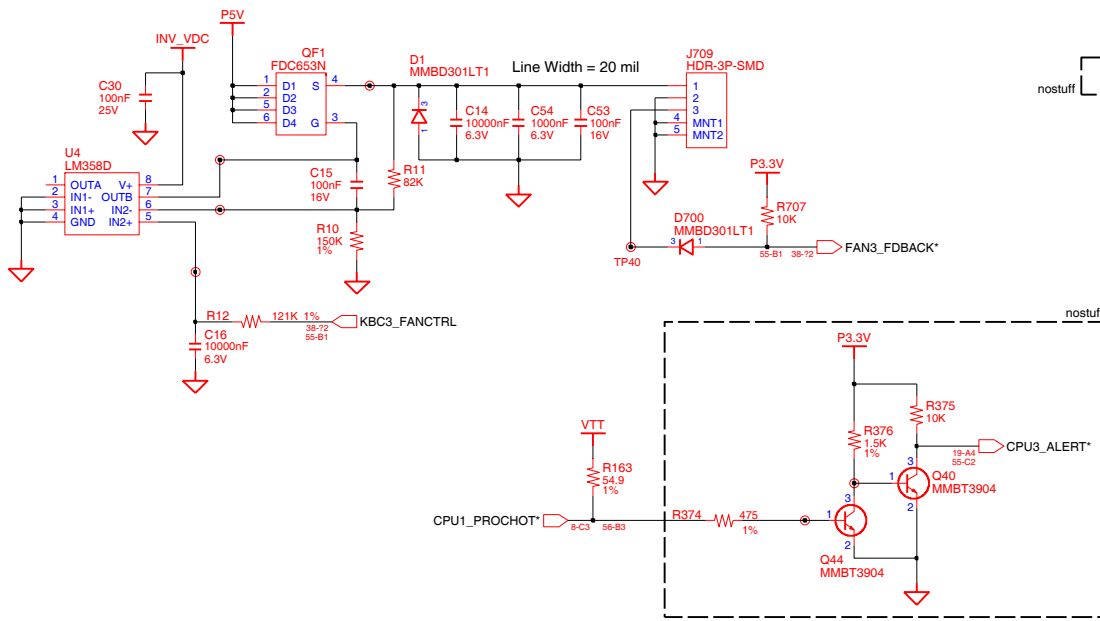 P5V
INV_VDC
QF1
FDC653N
1 D1 S 4
2 D2
5 D3
6 D4 G 3
C30
100nF
25V
D1
MMBD301LT1
3
1
Line Width = 20 mil
C14
10000nF
6.3V
C54
1000nF
6.3V
C53
100nF
16V
J709
HDR-3P-SMD
1
2
3
4 MNT1
5 MNT2
nostuff
U4
LM358D
1 OUTA V+ 8
2 IN1- OUTB 7
3 IN1+ IN2- 6
4 GND IN2+ 5
C15
100nF
16V
R11
82K
R10
150K
1%
P3.3V
R707
10K
D700
MMBD301LT1
3 1
TP40
55-B1 38-?2
FAN3_FDBACK*
R12 121K 1%
38-?2
55-B1
KBC3_FANCTRL
C16
10000nF
6.3V
nostuf
P3.3V
R375
10K
R376
1.5K
1%
19-A4
55-C2
CPU3_ALERT*
3
1
2
Q40
MMBT3904
VTT
R163
54.9
1%
CPU1_PROCHOT*
8-C3 56-B3
R374 475
1%
3
1
2
Q44
MMBT3904